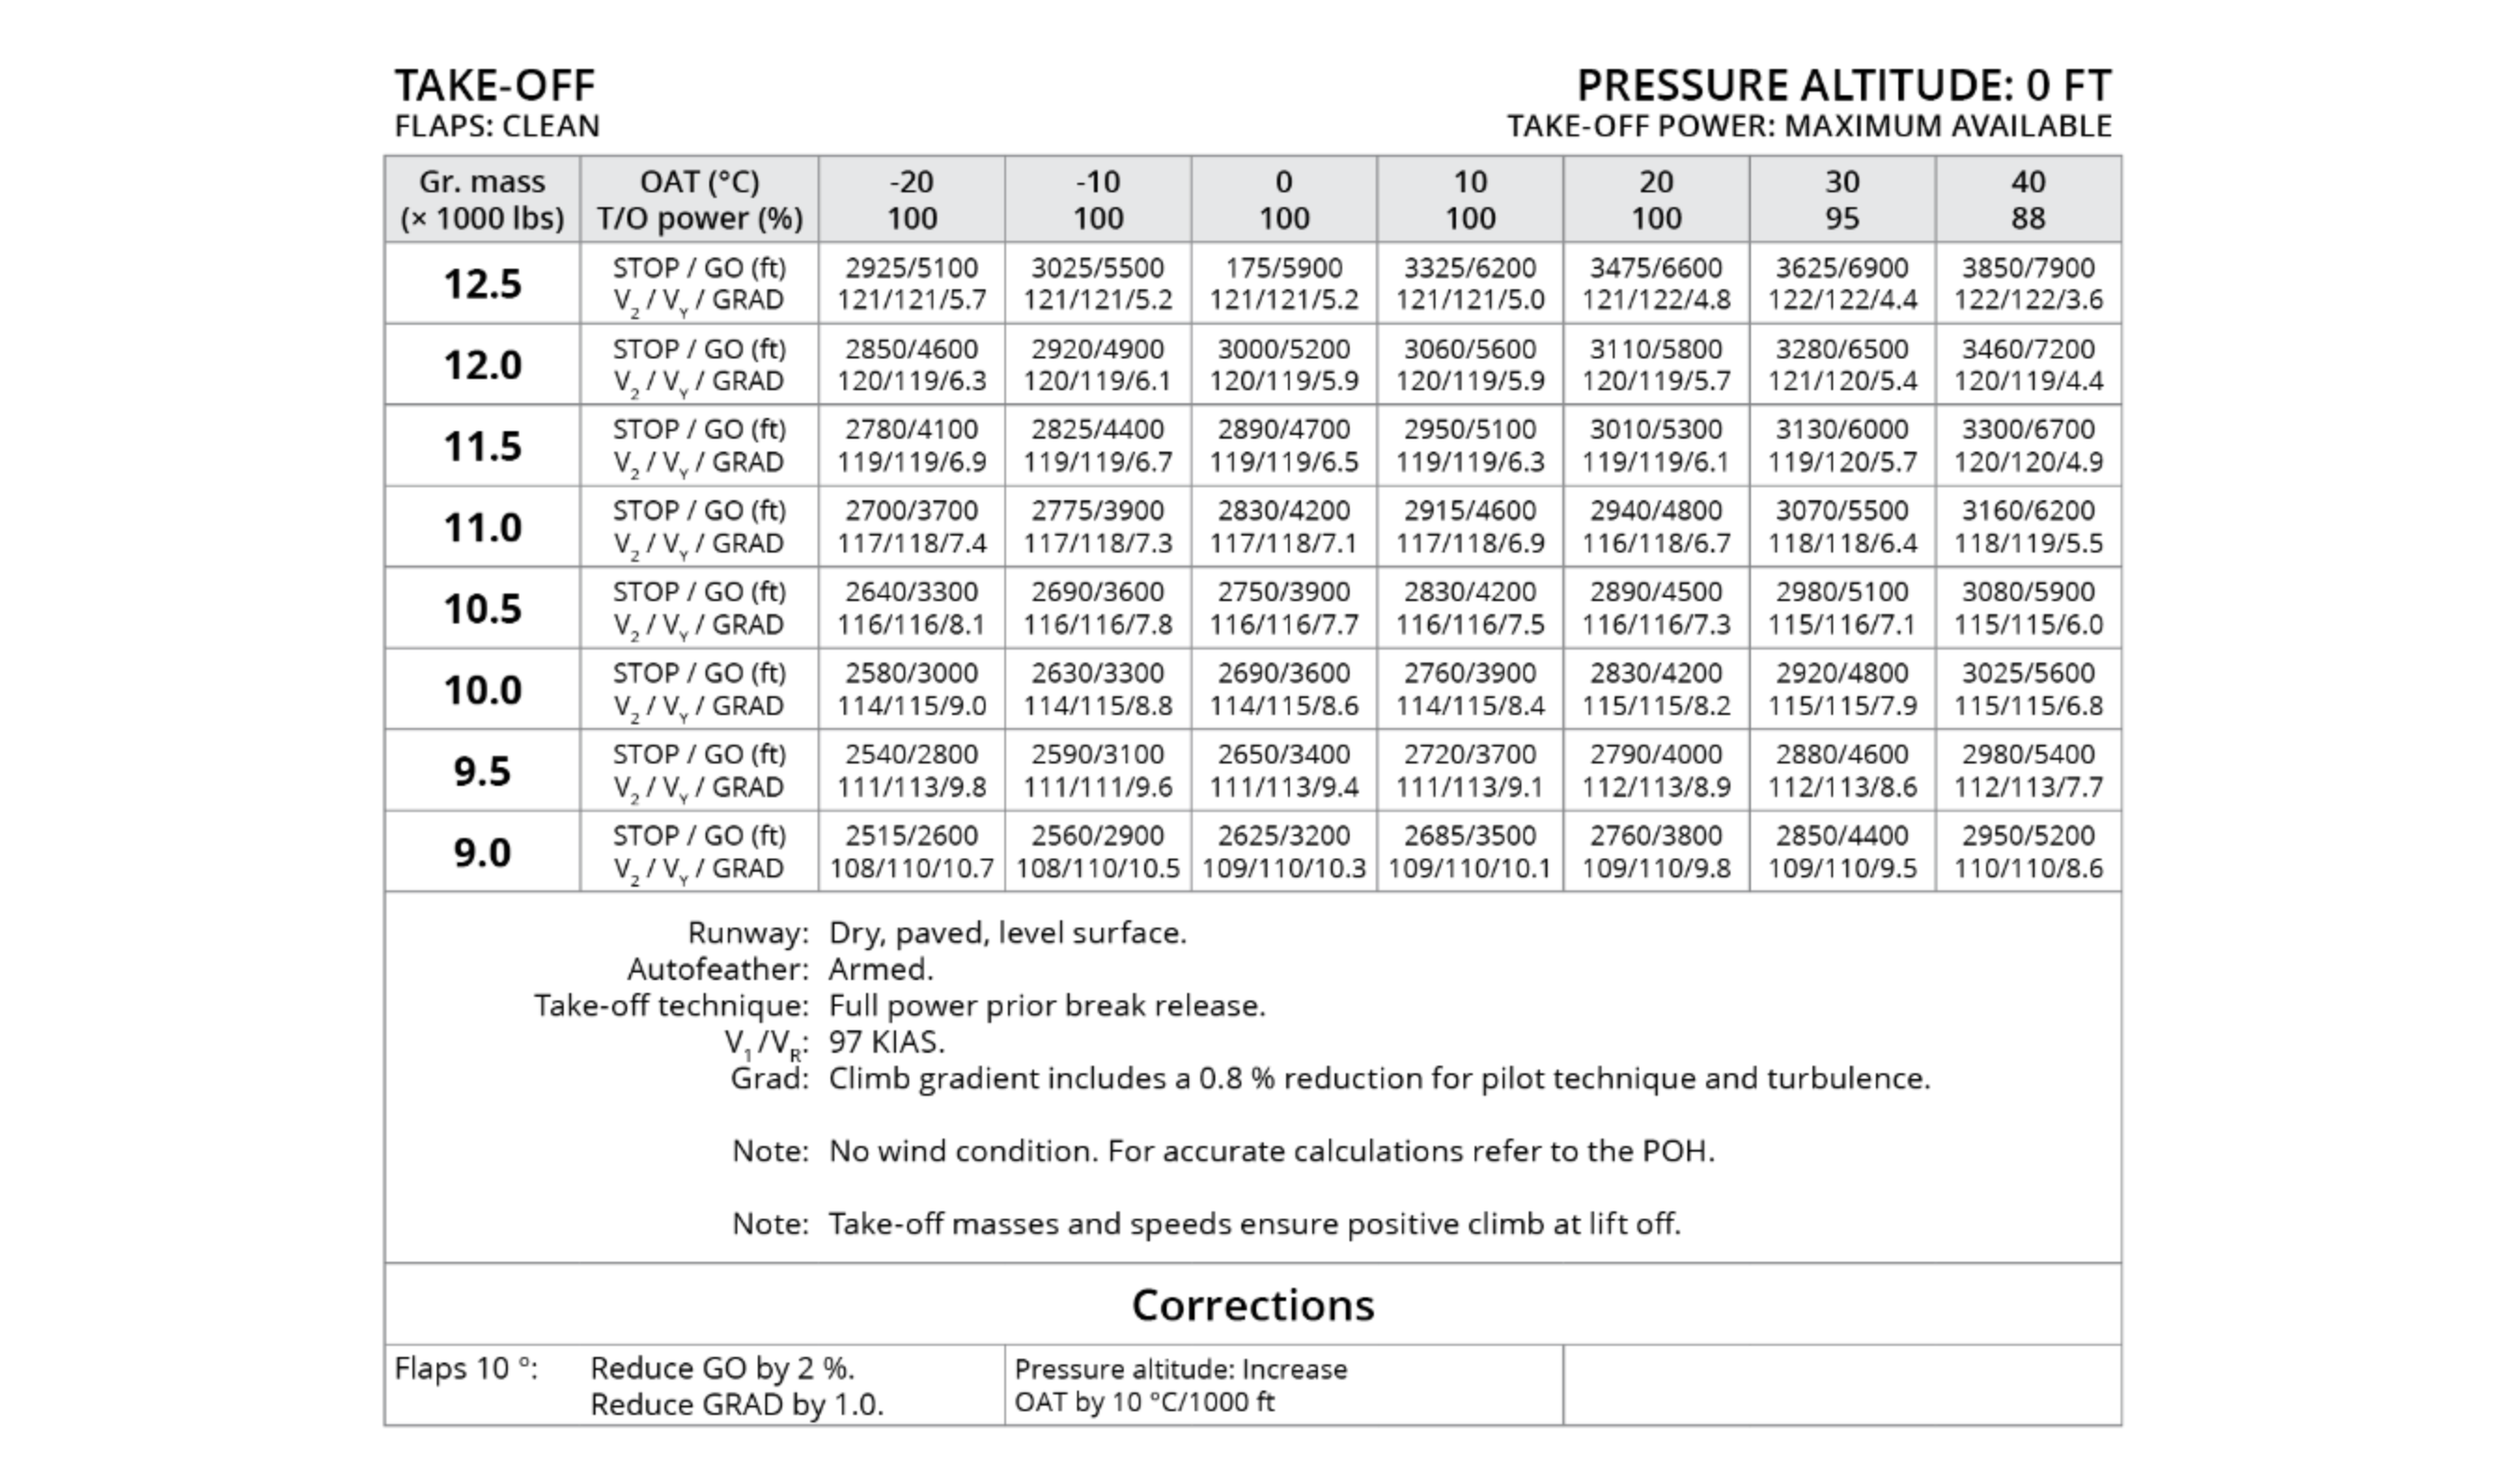 TAKE-OFF
FLAPS: CLEAN
PRESSURE ALTITUDE: 0 FT
TAKE-OFF POWER: MAXIMUM AVAILABLE
Gr. mass OAT (°C) -20 -10 0 10 20 30 40
(× 1000 lbs) T/O power (%) 100 100 100 100 100 95 88
12.5 STOP / GO (ft) 2925/5100 3025/5500 175/5900 3325/6200 3475/6600 3625/6900 3850/7900
V2 / VY / GRAD 121/121/5.7 121/121/5.2 121/121/5.2 121/121/5.0 121/122/4.8 122/122/4.4 122/122/3.6
12.0 STOP / GO (ft) 2850/4600 2920/4900 3000/5200 3060/5600 3110/5800 3280/6500 3460/7200
V2 / VY / GRAD 120/119/6.3 120/119/6.1 120/119/5.9 120/119/5.9 120/119/5.7 121/120/5.4 120/119/4.4
11.5 STOP / GO (ft) 2780/4100 2825/4400 2890/4700 2950/5100 3010/5300 3130/6000 3300/6700
V2 / VY / GRAD 119/119/6.9 119/119/6.7 119/119/6.5 119/119/6.3 119/119/6.1 119/120/5.7 120/120/4.9
11.0 STOP / GO (ft) 2700/3700 2775/3900 2830/4200 2915/4600 2940/4800 3070/5500 3160/6200
V2 / VY / GRAD 117/118/7.4 117/118/7.3 117/118/7.1 117/118/6.9 116/118/6.7 118/118/6.4 118/119/5.5
10.5 STOP / GO (ft) 2640/3300 2690/3600 2750/3900 2830/4200 2890/4500 2980/5100 3080/5900
V2 / VY / GRAD 116/116/8.1 116/116/7.8 116/116/7.7 116/116/7.5 116/116/7.3 115/116/7.1 115/115/6.0
10.0 STOP / GO (ft) 2580/3000 2630/3300 2690/3600 2760/3900 2830/4200 2920/4800 3025/5600
V2 / VY / GRAD 114/115/9.0 114/115/8.8 114/115/8.6 114/115/8.4 115/115/8.2 115/115/7.9 115/115/6.8
9.5 STOP / GO (ft) 2540/2800 2590/3100 2650/3400 2720/3700 2790/4000 2880/4600 2980/5400
V2 / VY / GRAD 111/113/9.8 111/111/9.6 111/113/9.4 111/113/9.1 112/113/8.9 112/113/8.6 112/113/7.7
9.0 STOP / GO (ft) 2515/2600 2560/2900 2625/3200 2685/3500 2760/3800 2850/4400 2950/5200
V2 / VY / GRAD 108/110/10.7 108/110/10.5 109/110/10.3 109/110/10.1 109/110/9.8 109/110/9.5 110/110/8.6
Runway: Dry, paved, level surface.
Autofeather: Armed.
Take-off technique: Full power prior break release.
V1/VR: 97 KIAS.
Grad: Climb gradient includes a 0.8 % reduction for pilot technique and turbulence.
Note: No wind condition. For accurate calculations refer to the POH.
Note: Take-off masses and speeds ensure positive climb at lift off.
Corrections
Flaps 10 º: Reduce GO by 2 %.
Reduce GRAD by 1.0.
Pressure altitude: Increase
OAT by 10 °C/1000 ft